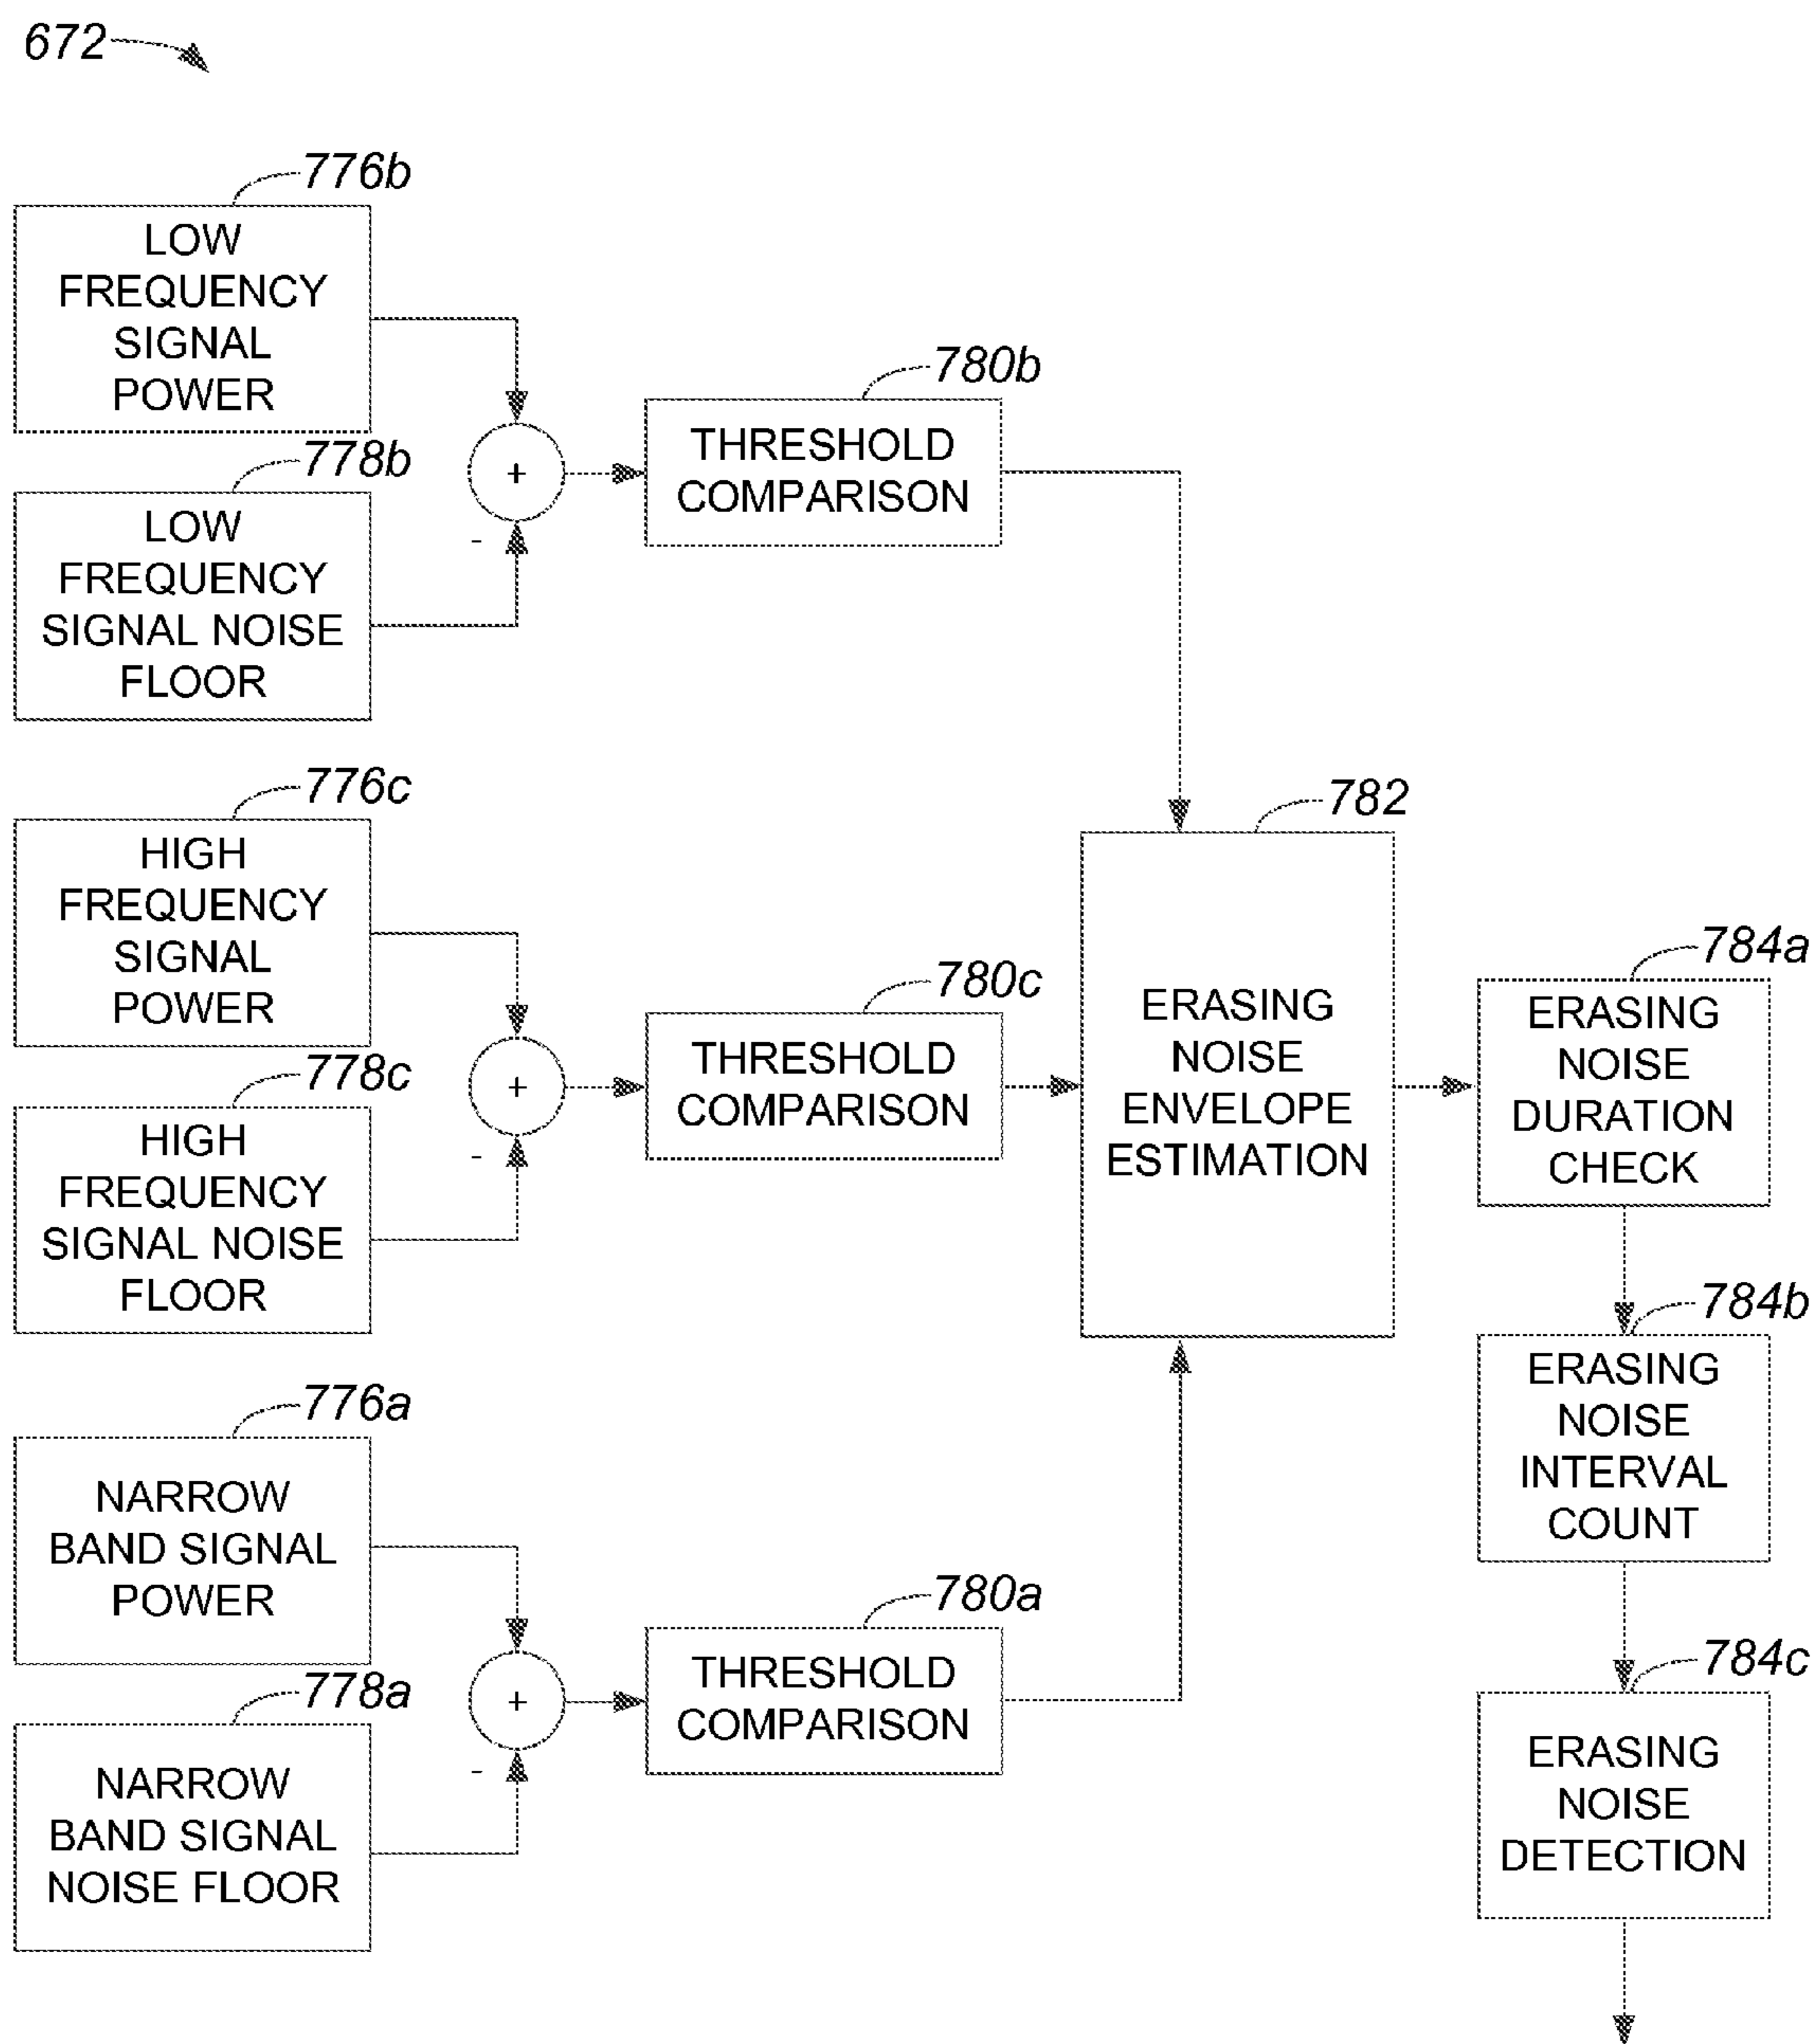 672
776b
LOW
FREQUENCY
SIGNAL
POWER
778b
LOW
FREQUENCY
SIGNAL NOISE
FLOOR
+
-
780b
THRESHOLD
COMPARISON
776c
HIGH
FREQUENCY
SIGNAL
POWER
778c
HIGH
FREQUENCY
SIGNAL NOISE
FLOOR
+
-
780c
THRESHOLD
COMPARISON
776a
NARROW
BAND SIGNAL
POWER
778a
NARROW
BAND SIGNAL
NOISE FLOOR
+
-
780a
THRESHOLD
COMPARISON
782
ERASING
NOISE
ENVELOPE
ESTIMATION
784a
ERASING
NOISE
DURATION
CHECK
784b
ERASING
NOISE
INTERVAL
COUNT
784c
ERASING
NOISE
DETECTION